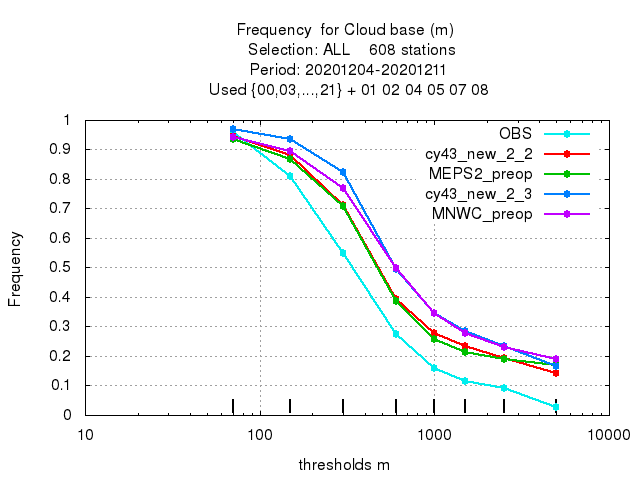 Frequency  for Cloud base (m)
Selection: ALL    608 stations
Period: 20201204-20201211
Used {00,03,...,21} + 01 02 04 05 07 08
OBS
cy43_new_2_2
MEPS2_preop
cy43_new_2_3
MNWC_preop
Frequency
1
0.9
0.8
0.7
0.6
0.5
0.4
0.3
0.2
0.1
0
10
100
1000
10000
thresholds m